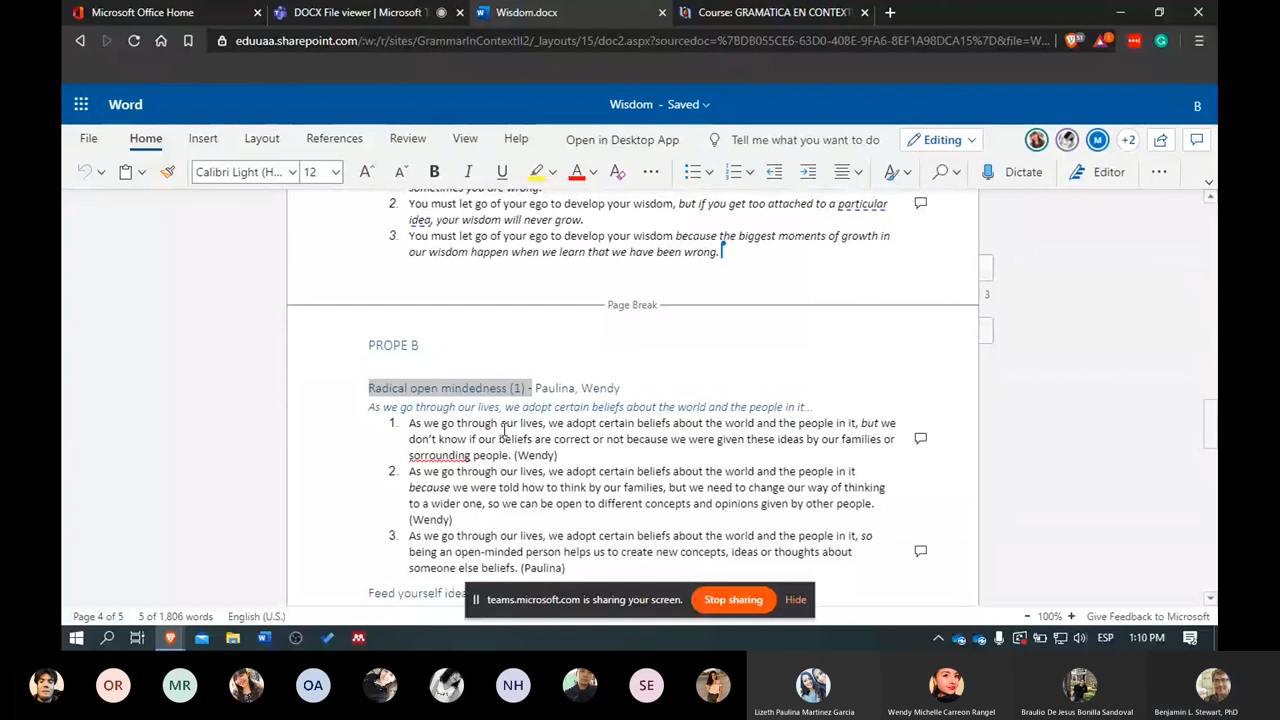 Microsoft Office Home
DOCX File viewer | Microsoft T
Wisdom.docx
Course: GRAMATICA EN CONTEXT
eduuaa.sharepoint.com/:w:/r/sites/GrammarInContextII2/_layouts/15/doc2.aspx?sourcedoc=%7BDB055CE6-63D0-408E-9FA6-8EF1A98DCA15%7D&file=W...
Word
Wisdom - Saved
B
File
Home
Insert
Layout
References
Review
View
Help
Open in Desktop App
Tell me what you want to do
Editing
M
+2
Calibri Light (H...
12
B
I
U
Dictate
Editor
sometimes you are wrong.
2. You must let go of your ego to develop your wisdom, but if you get too attached to a particular
idea, your wisdom will never grow.
3. You must let go of your ego to develop your wisdom because the biggest moments of growth in
our wisdom happen when we learn that we have been wrong.
3
Page Break
PROPE B
Radical open mindedness (1) - Paulina, Wendy
As we go through our lives, we adopt certain beliefs about the world and the people in it...
1. As we go through our lives, we adopt certain beliefs about the world and the people in it, but we
don't know if our beliefs are correct or not because we were given these ideas by our families or
sorrounding people. (Wendy)
2. As we go through our lives, we adopt certain beliefs about the world and the people in it
because we were told how to think by our families, but we need to change our way of thinking
to a wider one, so we can be open to different concepts and opinions given by other people.
(Wendy)
3. As we go through our lives, we adopt certain beliefs about the world and the people in it, so
being an open-minded person helps us to create new concepts, ideas or thoughts about
someone else beliefs. (Paulina)
Feed yourself idea
teams.microsoft.com is sharing your screen.
Stop sharing
Hide
Page 4 of 5
5 of 1,806 words
English (U.S.)
100%
Give Feedback to Microsoft
ESP
1:10 PM
OR
MR
OA
NH
SE
Lizeth Paulina Martinez Garcia
Wendy Michelle Carreon Rangel
Braulio De Jesus Bonilla Sandoval
Benjamin L. Stewart, PhD